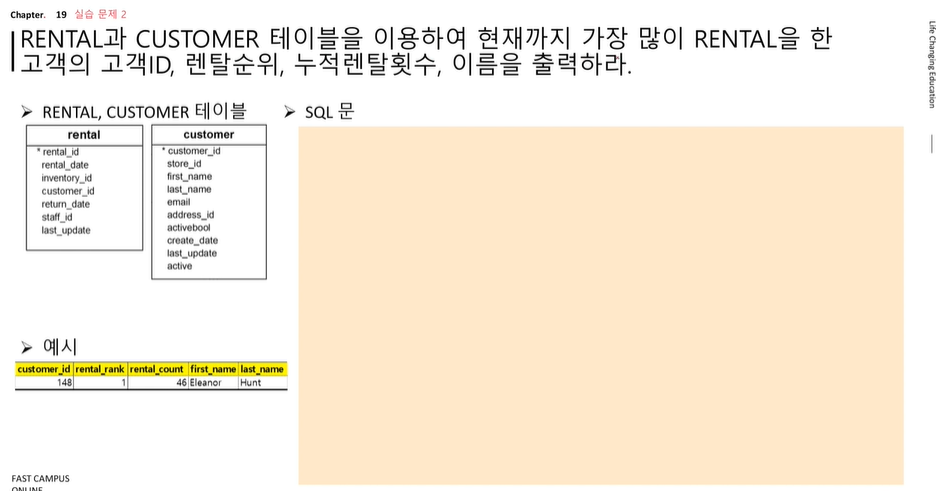 Chapter. 19 실습 문제 2
RENTAL과 CUSTOMER 테이블을 이용하여 현재까지 가장 많이 RENTAL을 한
고객의 고객ID, 렌탈순위, 누적렌탈횟수, 이름을 출력하라.
Life Changing Education
➢ RENTAL, CUSTOMER 테이블
rental
* rental_id
rental_date
inventory_id
customer_id
return_date
staff_id
last_update
customer
* customer_id
store_id
first_name
last_name
email
address_id
activebool
create_date
last_update
active
➢ SQL 문
➢ 예시
customer_id rental_rank rental_count first_name last_name
148 1 46 Eleanor Hunt
FAST CAMPUS
ONLINE